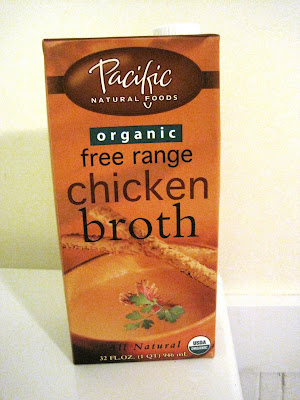 Pacific
NATURAL FOODS
organic
free range
chicken
broth
All Natural
32 FL.OZ. (1 QT) 946 mL
USDA
ORGANIC